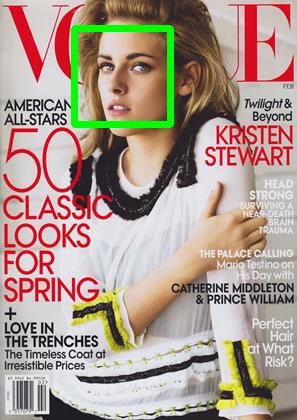 VOGUE
FEB
AMERICAN
ALL-STARS
Twilight &
Beyond
KRISTEN
STEWART
50
CLASSIC
LOOKS
FOR
SPRING
HEAD
STRONG
SURVIVING A
NEAR-DEATH
BRAIN
TRAUMA
THE PALACE CALLING
Mario Testino on
His Day with
CATHERINE MIDDLETON
& PRINCE WILLIAM
+
LOVE IN
THE TRENCHES
The Timeless Coat at
Irresistible Prices
Perfect
Hair
at What
Risk?